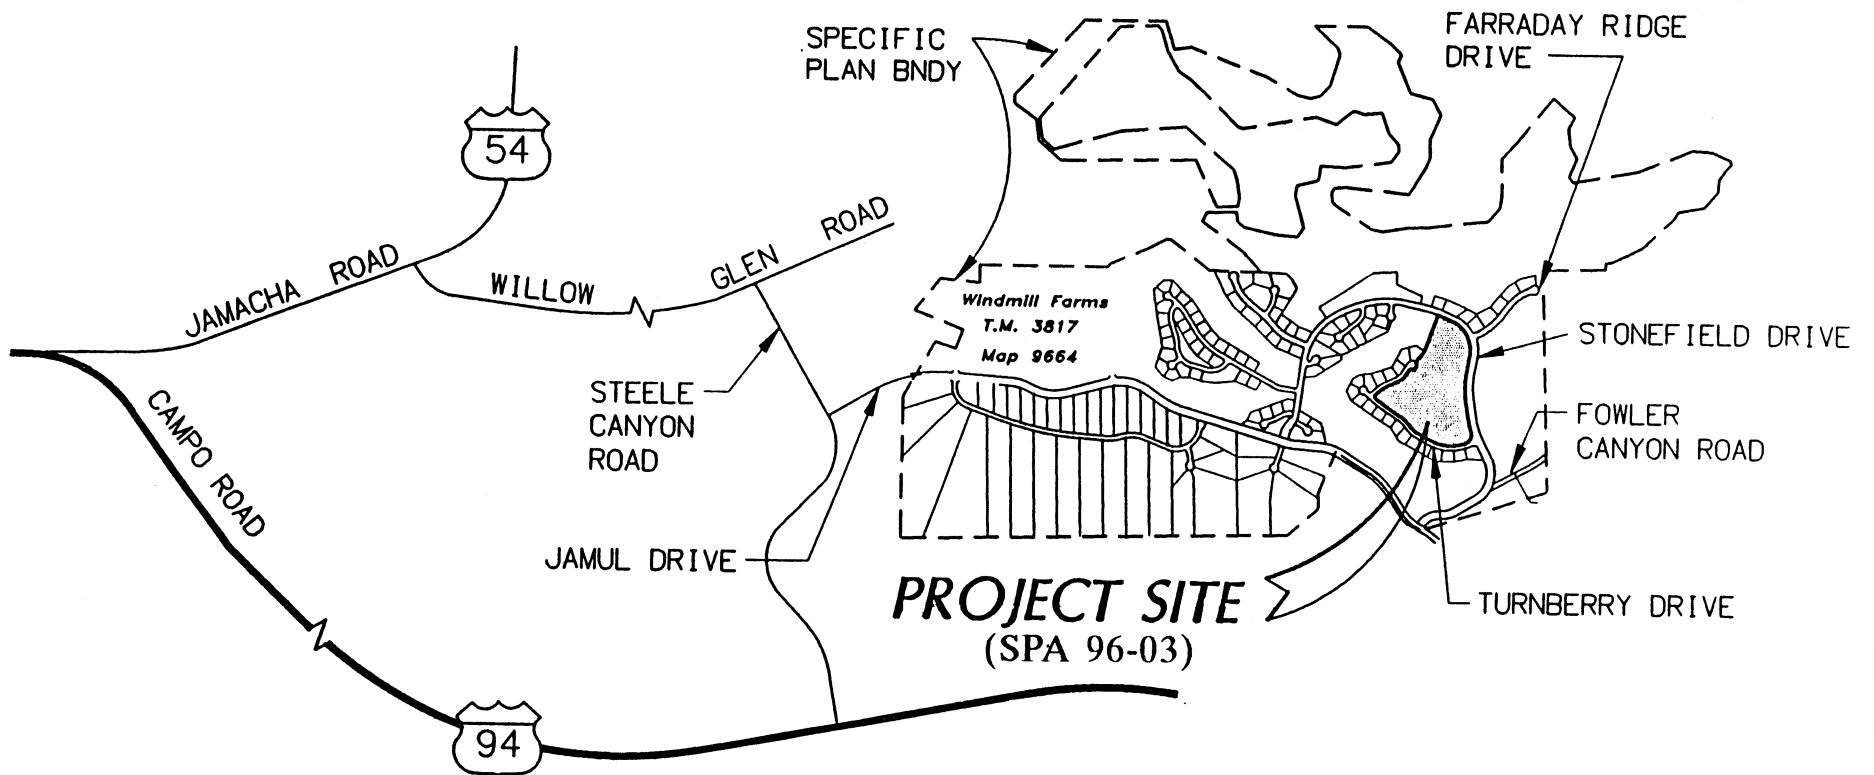 SPECIFIC
PLAN BNDY
FARRADAY RIDGE
DRIVE
54
JAMACHA ROAD
WILLOW
GLEN ROAD
Windmill Farms
T.M. 3817
Map 9664
STONEFIELD DRIVE
STEELE
CANYON
ROAD
CAMPO ROAD
FOWLER
CANYON ROAD
JAMUL DRIVE
PROJECT SITE
(SPA 96-03)
TURNBERRY DRIVE
94